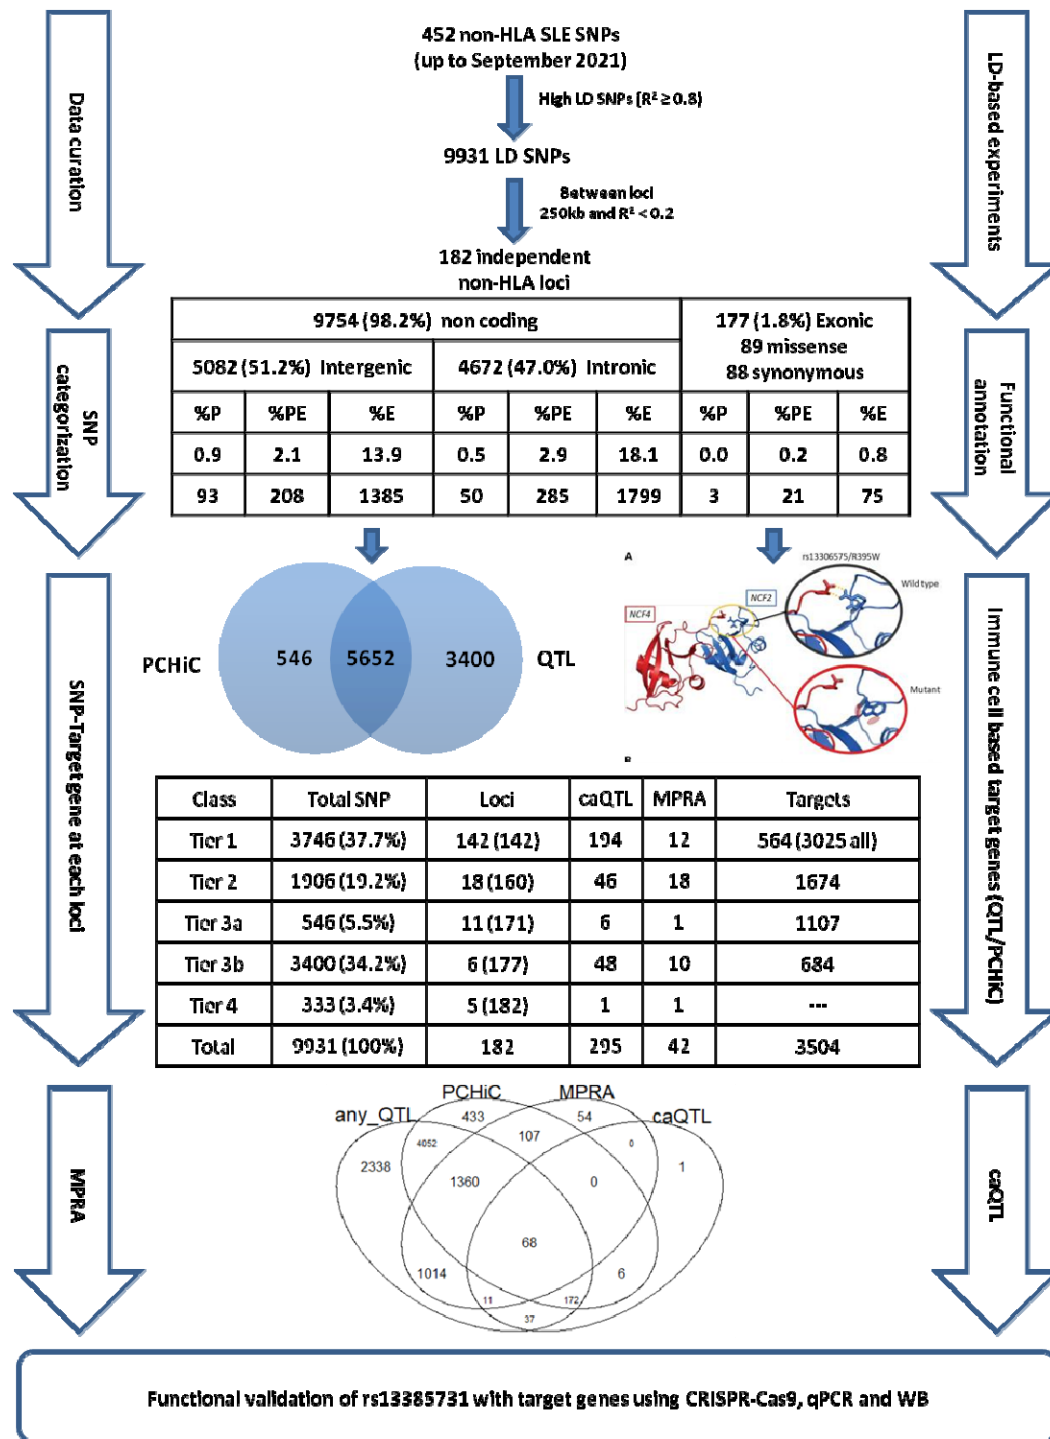 452 non-HLA SLE SNPs
(up to September 2021)
High LD SNPs (R² ≥ 0.8)
9931 LD SNPs
Between loci
250kb and R² < 0.2
182 independent
non-HLA loci
Data curation
LD-based experiments
9754 (98.2%) non coding
177 (1.8%) Exonic
89 missense
88 synonymous
5082 (51.2%) Intergenic
4672 (47.0%) Intronic
%P %PE %E %P %PE %E %P %PE %E
0.9 2.1 13.9 0.5 2.9 18.1 0.0 0.2 0.8
93 208 1385 50 285 1799 3 21 75
SNP
categorization
Functional
annotation
PCHiC
546
5652
3400
QTL
A
rs13306575/R395W
Wild type
NCF2
NCF4
Mutant
B
SNP-Target gene at each loci
Immune cell based target genes (QTL/PCHiC)
Class Total SNP Loci caQTL MPRA Targets
Tier 1 3746 (37.7%) 142 (142) 194 12 564 (3025 all)
Tier 2 1906 (19.2%) 18 (160) 46 18 1674
Tier 3a 546 (5.5%) 11 (171) 6 1 1107
Tier 3b 3400 (34.2%) 6 (177) 48 10 684
Tier 4 333 (3.4%) 5 (182) 1 1 ---
Total 9931 (100%) 182 295 42 3504
MPRA
caQTL
PCHiC
MPRA
any_QTL
caQTL
433
54
4052
107
0
2338
1360
0
1
68
1014
6
11
172
37
Functional validation of rs13385731 with target genes using CRISPR-Cas9, qPCR and WB